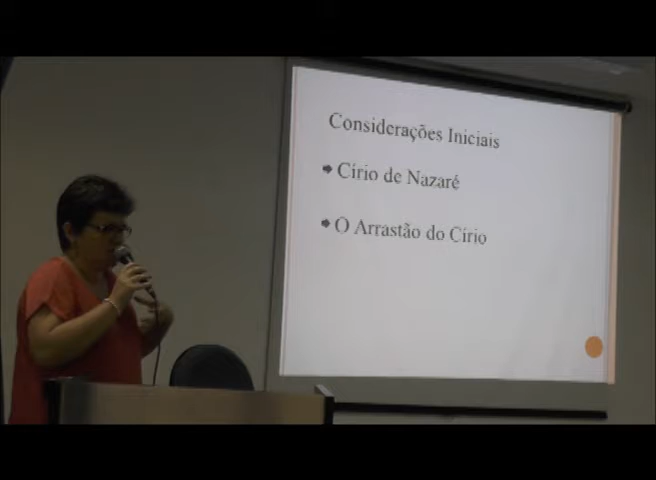 Considerações Iniciais
Círio de Nazaré
O Arrastão do Círio